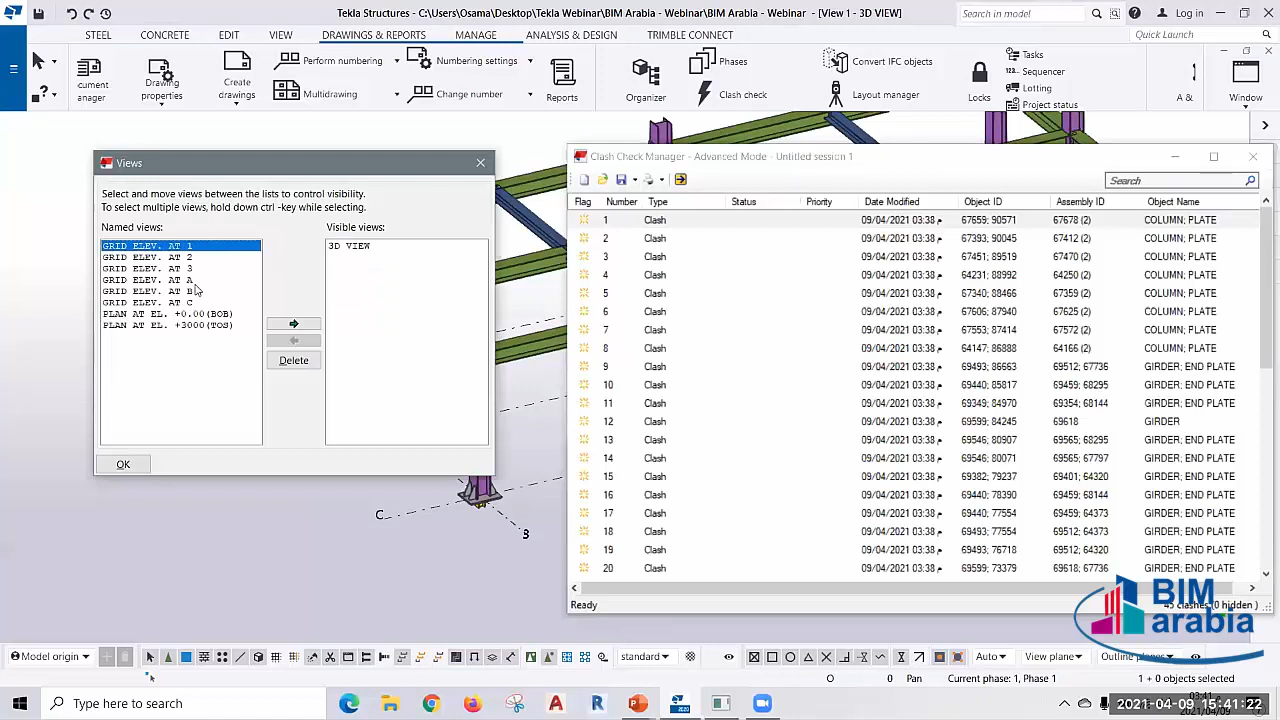 Tekla Structures - C:\Users\Osama\Desktop\Tekla Webinar\BIM Arabia - Webinar
Log in
Search in model
STEEL
CONCRETE
EDIT
VIEW
DRAWINGS & REPORTS
MANAGE
ANALYSIS & DESIGN
TRIMBLE CONNECT
Quick Launch
Drawing properties
Create drawings
Perform numbering
Multidrawing
Numbering settings
Change number
Reports
Organizer
Phases
Clash check
Convert IFC objects
Layout manager
Locks
Tasks
Sequencer
Lotting
Project status
A &
Window
Views
Select and move views between the lists to control visibility.
To select multiple views, hold down ctrl -key while selecting.
Named views:
Visible views:
GRID ELEV. AT 1
GRID ELEV. AT 2
GRID ELEV. AT 3
GRID ELEV. AT A
GRID ELEV. AT B
GRID ELEV. AT C
PLAN AT EL. +0.00(BOB)
PLAN AT EL. +3000(TOS)
3D VIEW
Delete
OK
C
3
Clash Check Manager - Advanced Mode - Untitled session 1
Search
Flag Number Type Status Priority Date Modified Object ID Assembly ID Object Name
1 Clash 09/04/2021 03:38 م 67659; 90571 67678 (2) COLUMN; PLATE
2 Clash 09/04/2021 03:38 م 67393; 90045 67412 (2) COLUMN; PLATE
3 Clash 09/04/2021 03:38 م 67451; 89519 67470 (2) COLUMN; PLATE
4 Clash 09/04/2021 03:38 م 64231; 88992 64250 (2) COLUMN; PLATE
5 Clash 09/04/2021 03:38 م 67340; 88466 67359 (2) COLUMN; PLATE
6 Clash 09/04/2021 03:38 م 67606; 87940 67625 (2) COLUMN; PLATE
7 Clash 09/04/2021 03:38 م 67553; 87414 67572 (2) COLUMN; PLATE
8 Clash 09/04/2021 03:38 م 64147; 86888 64166 (2) COLUMN; PLATE
9 Clash 09/04/2021 03:38 م 69493; 86663 69512; 67736 GIRDER; END PLATE
10 Clash 09/04/2021 03:38 م 69440; 85817 69459; 68295 GIRDER; END PLATE
11 Clash 09/04/2021 03:38 م 69349; 84970 69354; 68144 GIRDER; END PLATE
12 Clash 09/04/2021 03:38 م 69599; 84245 69618 GIRDER
13 Clash 09/04/2021 03:38 م 69546; 80907 69565; 68295 GIRDER; END PLATE
14 Clash 09/04/2021 03:38 م 69546; 80071 69565; 67797 GIRDER; END PLATE
15 Clash 09/04/2021 03:38 م 69382; 79237 69401; 64320 GIRDER; END PLATE
16 Clash 09/04/2021 03:38 م 69440; 78390 69459; 68144 GIRDER; END PLATE
17 Clash 09/04/2021 03:38 م 69440; 77554 69459; 64373 GIRDER; END PLATE
18 Clash 09/04/2021 03:38 م 69493; 77554 69512; 64373 GIRDER; END PLATE
19 Clash 09/04/2021 03:38 م 69493; 76718 69512; 64320 GIRDER; END PLATE
20 Clash 09/04/2021 03:38 م 69599; 73379 69618; 67736 GIRDER; END PLATE
Ready
clashes (0 hidden)
BIM
arabia
Model origin
standard
Auto
View plane
Outline planes
O
0
Pan
Current phase: 1, Phase 1
1 + 0 objects selected
Type here to search
2021-04-09 15:41:22